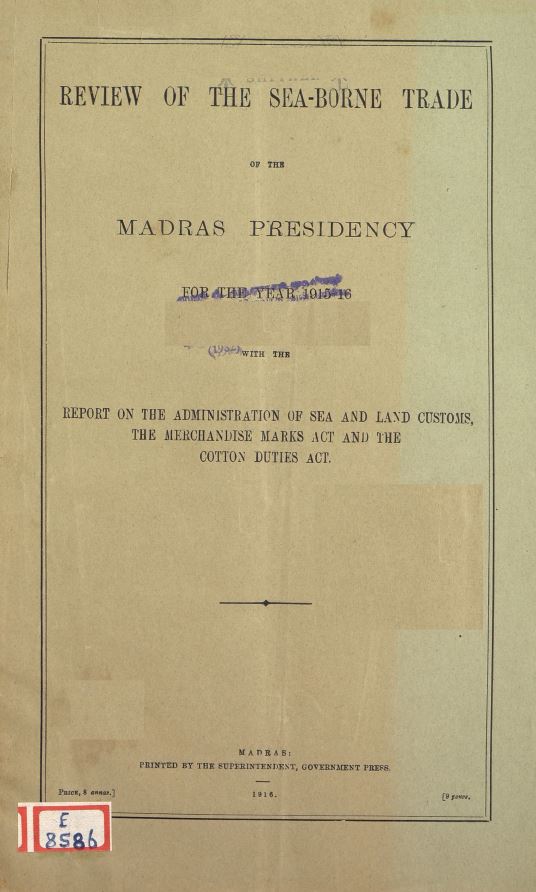 REVIEW OF THE SEA-BORNE TRADE
OF THE
MADRAS PRESIDENCY
FOR THE YEAR 1915-16
WITH THE
REPORT ON THE ADMINISTRATION OF SEA AND LAND CUSTOMS,
THE MERCHANDISE MARKS ACT AND THE
COTTON DUTIES ACT.
MADRAS:
PRINTED BY THE SUPERINTENDENT, GOVERNMENT PRESS.
PRICE, 8 annas.]
1916.
[9 pence.
E
8586